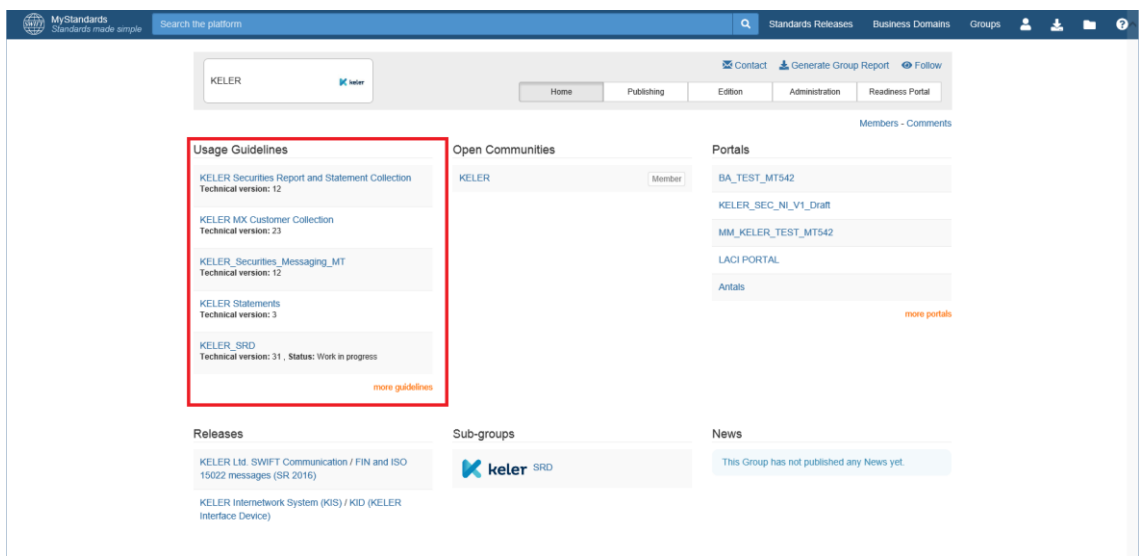 SWIFT
MyStandards
Standards made simple
Search the platform
Standards Releases
Business Domains
Groups
KELER
keler
Contact
Generate Group Report
Follow
Home
Publishing
Edition
Administration
Readiness Portal
Members - Comments
Usage Guidelines
KELER Securities Report and Statement Collection
Technical version: 12
KELER MX Customer Collection
Technical version: 23
KELER_Securities_Messaging_MT
Technical version: 12
KELER Statements
Technical version: 3
KELER_SRD
Technical version: 31 , Status: Work in progress
more guidelines
Open Communities
KELER
Member
Portals
BA_TEST_MT542
KELER_SEC_NI_V1_Draft
MM_KELER_TEST_MT542
LACI PORTAL
Antals
more portals
Releases
KELER Ltd. SWIFT Communication / FIN and ISO
15022 messages (SR 2016)
KELER Internetwork System (KIS) / KID (KELER
Interface Device)
Sub-groups
keler SRD
News
This Group has not published any News yet.